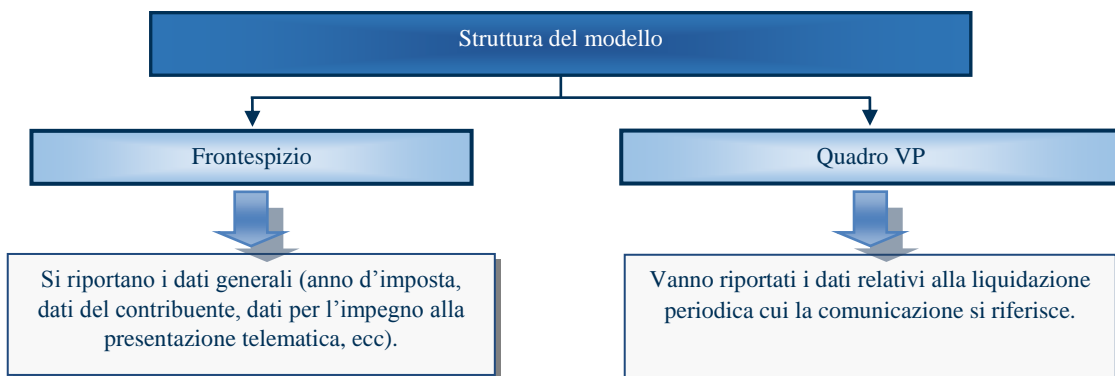 Struttura del modello
Frontespizio
Quadro VP
Si riportano i dati generali (anno d’imposta,
dati del contribuente, dati per l’impegno alla
presentazione telematica, ecc).
Vanno riportati i dati relativi alla liquidazione
periodica cui la comunicazione si riferisce.